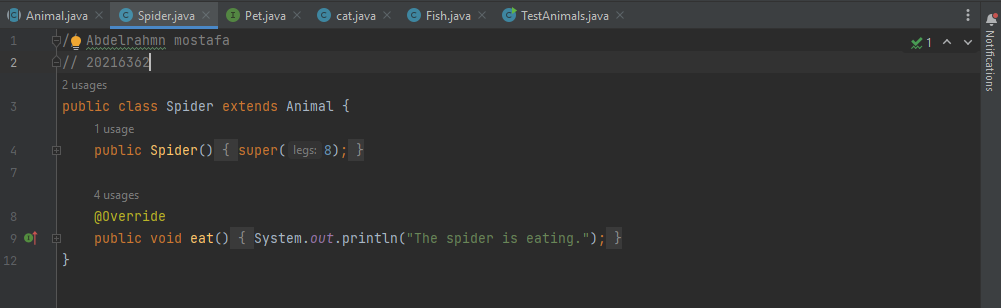 Animal.java Spider.java Pet.java cat.java Fish.java TestAnimals.java
1 / Abdelrahmn mostafa 1
2 // 20216362
2 usages
3 public class Spider extends Animal {
1 usage
4 public Spider() { super( legs: 8); }
7
4 usages
8 @Override
9 public void eat() { System.out.println("The spider is eating."); }
12 }
Notifications